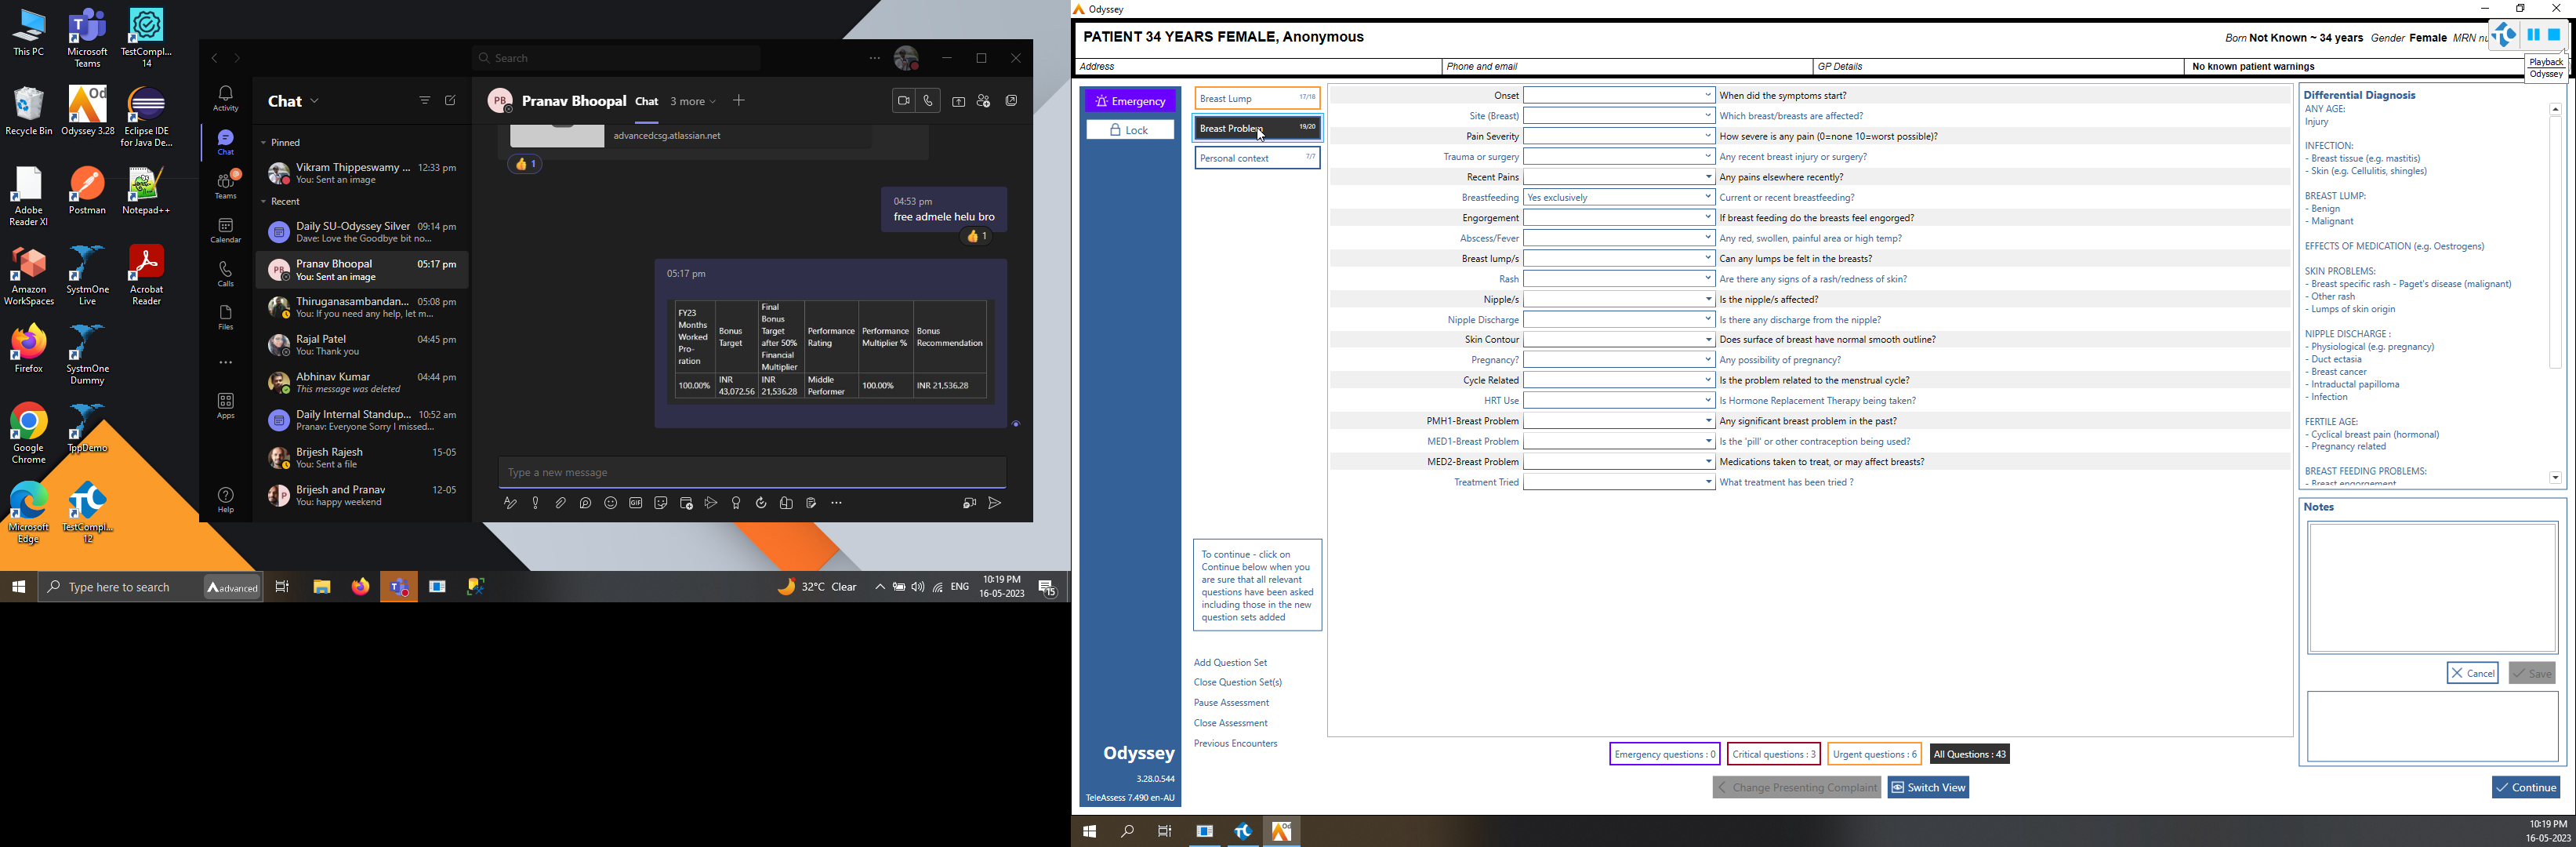 This PC
Microsoft Teams
TestCompl... 14
Recycle Bin
Odyssey 3.28
Eclipse IDE for Java De...
Adobe Reader XI
Postman
Notepad++
Amazon WorkSpaces
SystmOne Live
Acrobat Reader
Firefox
SystmOne Dummy
Google Chrome
TppDemo
Microsoft Edge
TestCompl... 12
Search
Activity
Chat
Teams
Calendar
Calls
Files
Apps
Help
Chat
Pinned
Vikram Thippeswamy ... 12:33 pm
You: Sent an image
Recent
Daily SU-Odyssey Silver 09:14 pm
Dave: Love the Goodbye bit no...
Pranav Bhoopal 05:17 pm
You: Sent an image
Thiruganasambandan... 05:08 pm
You: If you need any help, let m...
Rajal Patel 04:45 pm
You: Thank you
Abhinav Kumar 04:44 pm
This message was deleted
Daily Internal Standup... 10:52 am
Pranav: Everyone Sorry I missed...
Brijesh Rajesh 15-05
You: Sent a file
Brijesh and Pranav 12-05
You: happy weekend
PB Pranav Bhoopal Chat 3 more
advancedcsg.atlassian.net
1
04:53 pm
free admele helu bro
1
05:17 pm
FY23 Months Worked Pro-ration
Bonus Target
Final Bonus Target after 50% Financial Multiplier
Performance Rating
Performance Multiplier %
Bonus Recommendation
100.00%
INR 43,072.56
INR 21,536.28
Middle Performer
100.00%
INR 21,536.28
Type a new message
Type here to search
advanced
32°C Clear
ENG
10:19 PM
16-05-2023
15
Odyssey
PATIENT 34 YEARS FEMALE, Anonymous
Born Not Known ~ 34 years Gender Female MRN nu
Playback
Odyssey
Address
Phone and email
GP Details
No known patient warnings
Emergency
Lock
Breast Lump 17/18
Breast Problem 19/20
Personal context 7/7
To continue - click on
Continue below when you
are sure that all relevant
questions have been asked
including those in the new
question sets added
Add Question Set
Close Question Set(s)
Pause Assessment
Close Assessment
Previous Encounters
Odyssey
3.28.0.544
TeleAssess 7.490 en-AU
Onset When did the symptoms start?
Site (Breast) Which breast/breasts are affected?
Pain Severity How severe is any pain (0=none 10=worst possible)?
Trauma or surgery Any recent breast injury or surgery?
Recent Pains Any pains elsewhere recently?
Breastfeeding Yes exclusively Current or recent breastfeeding?
Engorgement If breast feeding do the breasts feel engorged?
Abscess/Fever Any red, swollen, painful area or high temp?
Breast lump/s Can any lumps be felt in the breasts?
Rash Are there any signs of a rash/redness of skin?
Nipple/s Is the nipple/s affected?
Nipple Discharge Is there any discharge from the nipple?
Skin Contour Does surface of breast have normal smooth outline?
Pregnancy? Any possibility of pregnancy?
Cycle Related Is the problem related to the menstrual cycle?
HRT Use Is Hormone Replacement Therapy being taken?
PMH1-Breast Problem Any significant breast problem in the past?
MED1-Breast Problem Is the 'pill' or other contraception being used?
MED2-Breast Problem Medications taken to treat, or may affect breasts?
Treatment Tried What treatment has been tried ?
Emergency questions : 0
Critical questions : 3
Urgent questions : 6
All Questions : 43
Change Presenting Complaint
Switch View
Differential Diagnosis
ANY AGE:
Injury
INFECTION:
- Breast tissue (e.g. mastitis)
- Skin (e.g. Cellulitis, shingles)
BREAST LUMP:
- Benign
- Malignant
EFFECTS OF MEDICATION (e.g. Oestrogens)
SKIN PROBLEMS:
- Breast specific rash - Paget's disease (malignant)
- Other rash
- Lumps of skin origin
NIPPLE DISCHARGE :
- Physiological (e.g. pregnancy)
- Duct ectasia
- Breast cancer
- Intraductal papilloma
- Infection
FERTILE AGE:
- Cyclical breast pain (hormonal)
- Pregnancy related
BREAST FEEDING PROBLEMS:
- Breast engorgement
Notes
Cancel
Save
Continue
10:19 PM
16-05-2023